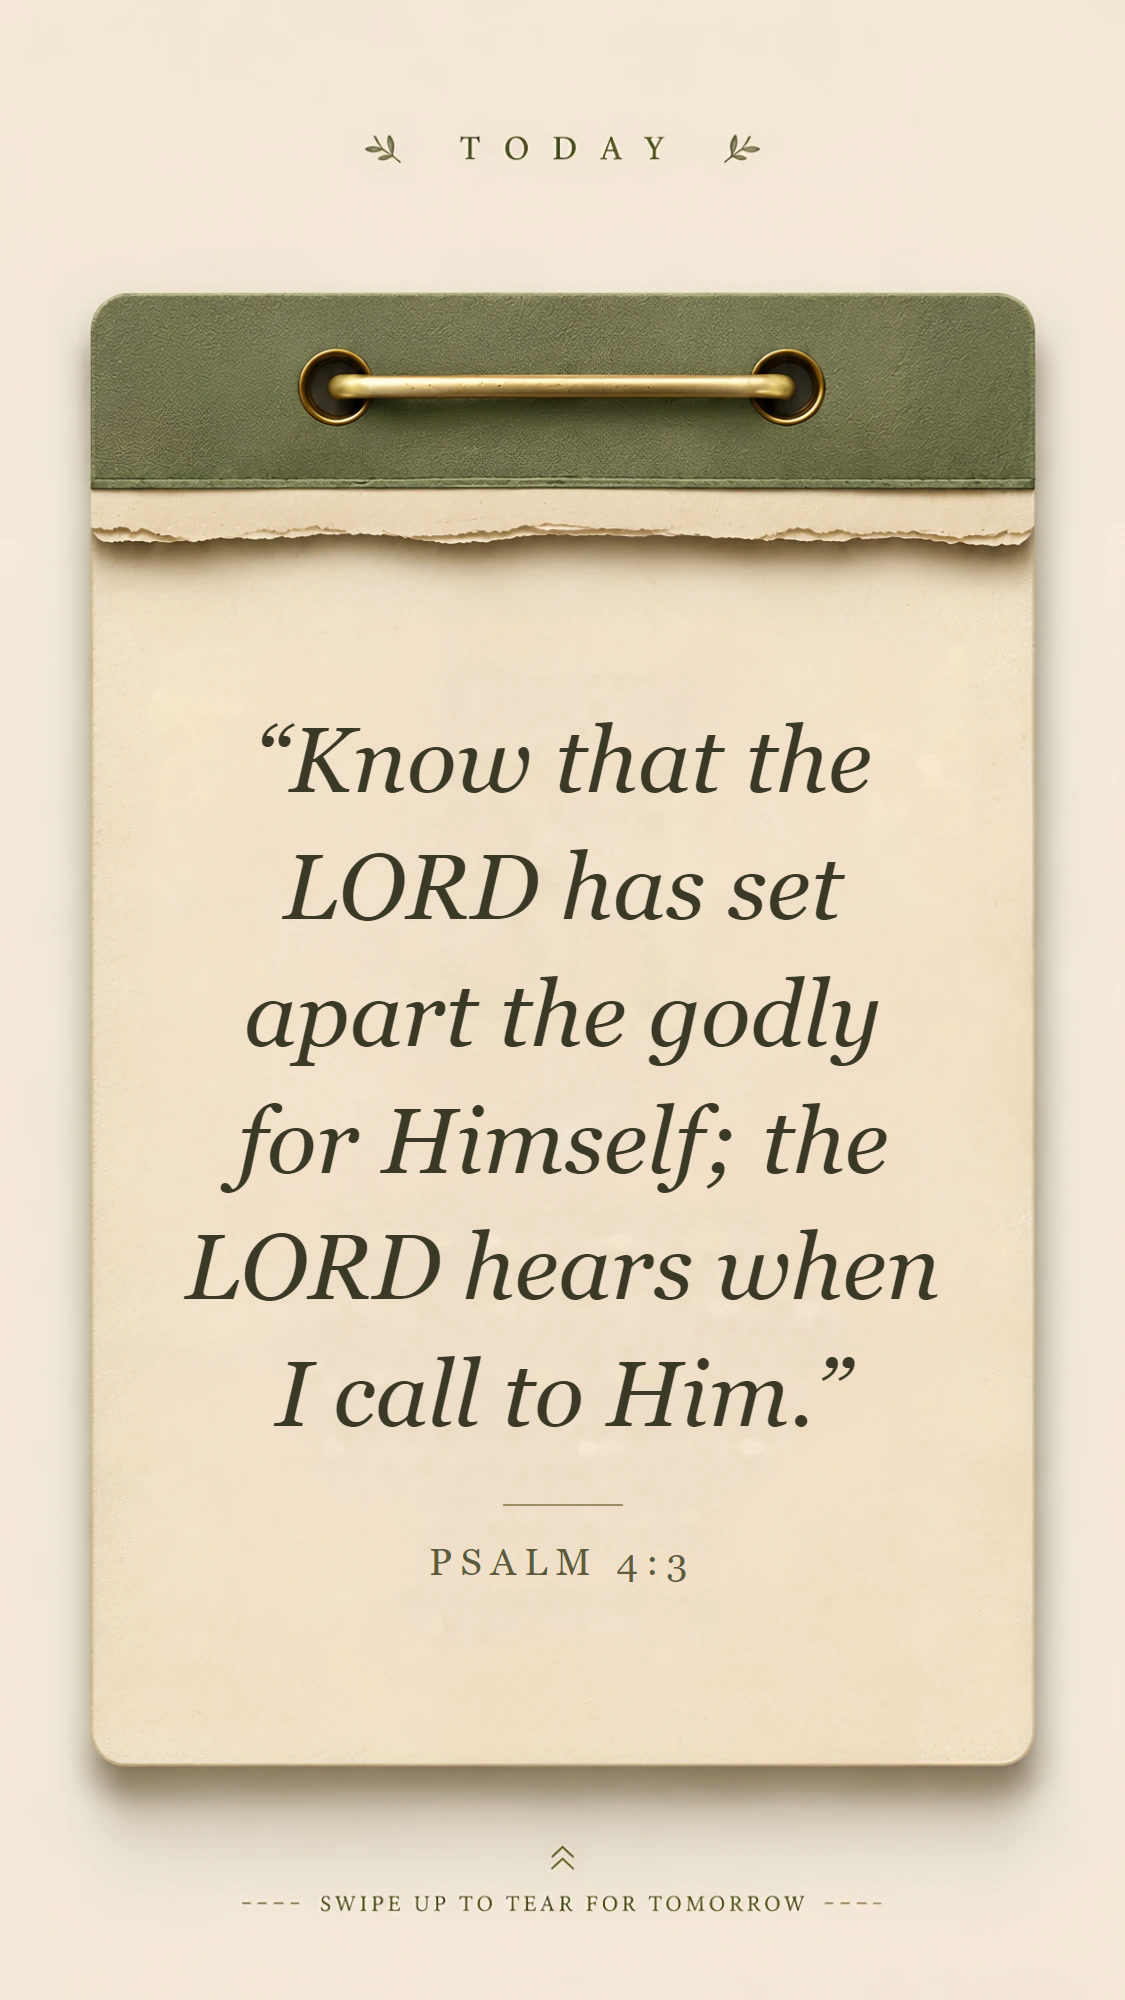 TODAY
“Know that the
LORD has set
apart the godly
for Himself; the
LORD hears when
I call to Him.”
PSALM 4:3
SWIPE UP TO TEAR FOR TOMORROW